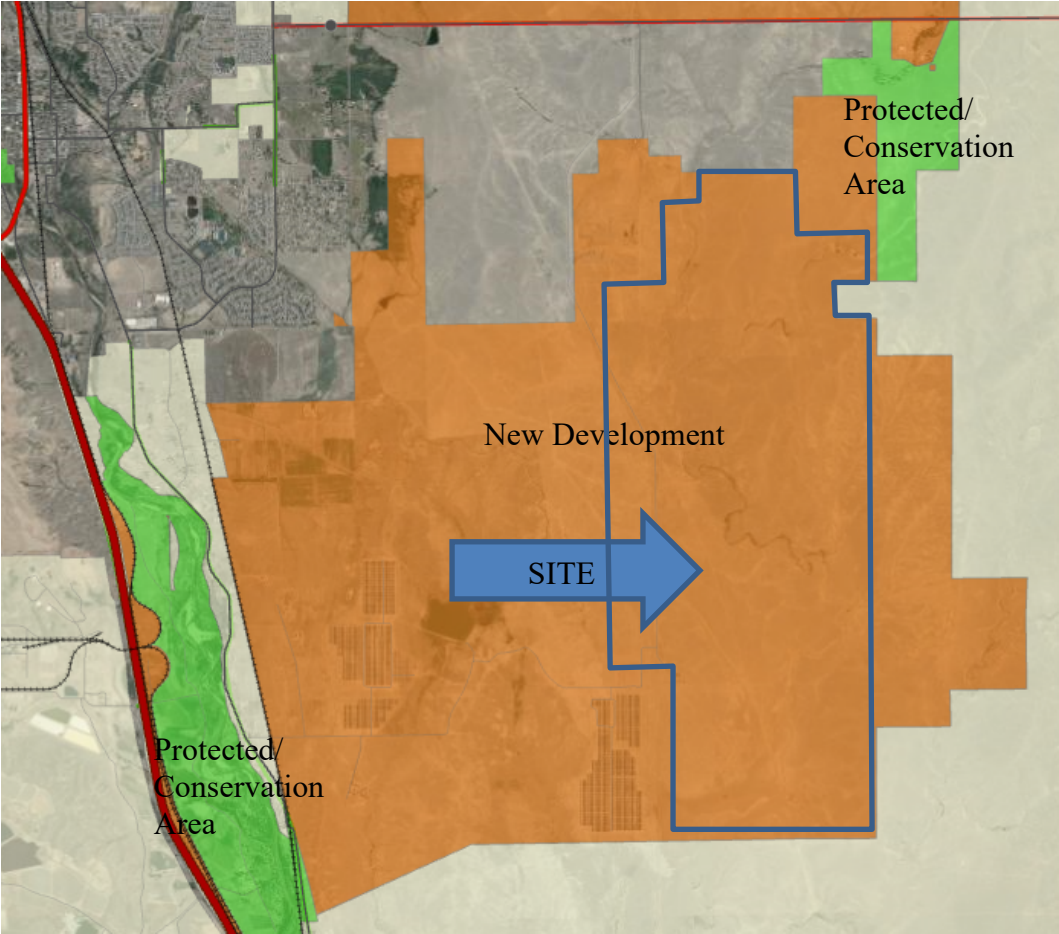 Protected/
Conservation
Area
New Development
SITE
Protected/
Conservation
Area